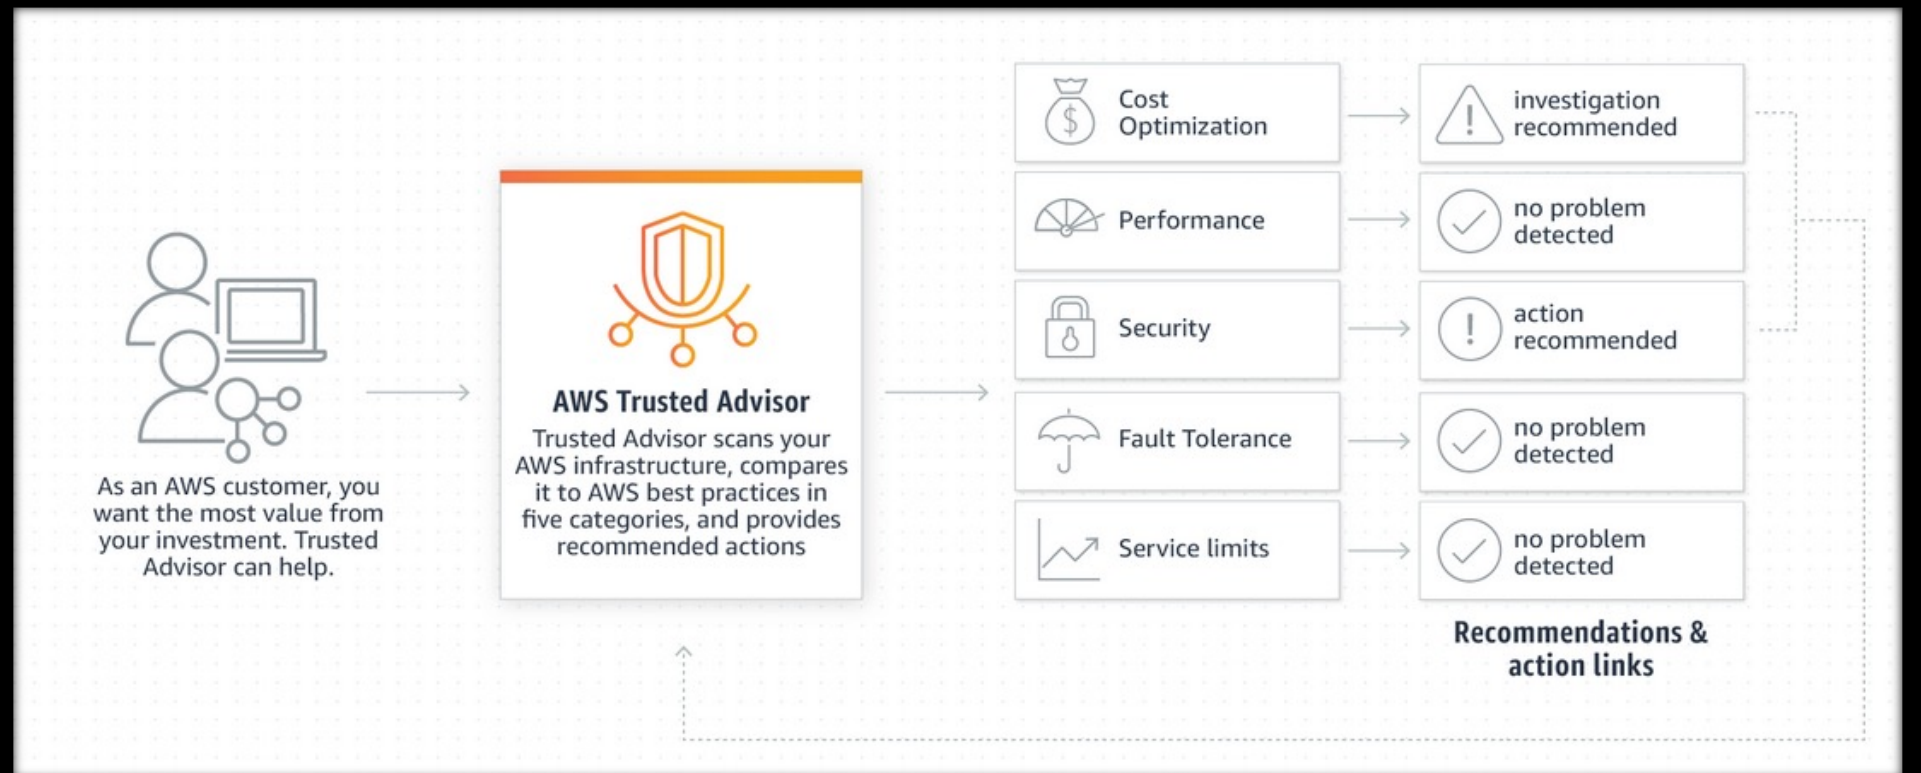 As an AWS customer, you
want the most value from
your investment. Trusted
Advisor can help.
AWS Trusted Advisor
Trusted Advisor scans your
AWS infrastructure, compares
it to AWS best practices in
five categories, and provides
recommended actions
Cost
Optimization
investigation
recommended
Performance
no problem
detected
Security
action
recommended
Fault Tolerance
no problem
detected
Service limits
no problem
detected
Recommendations &
action links